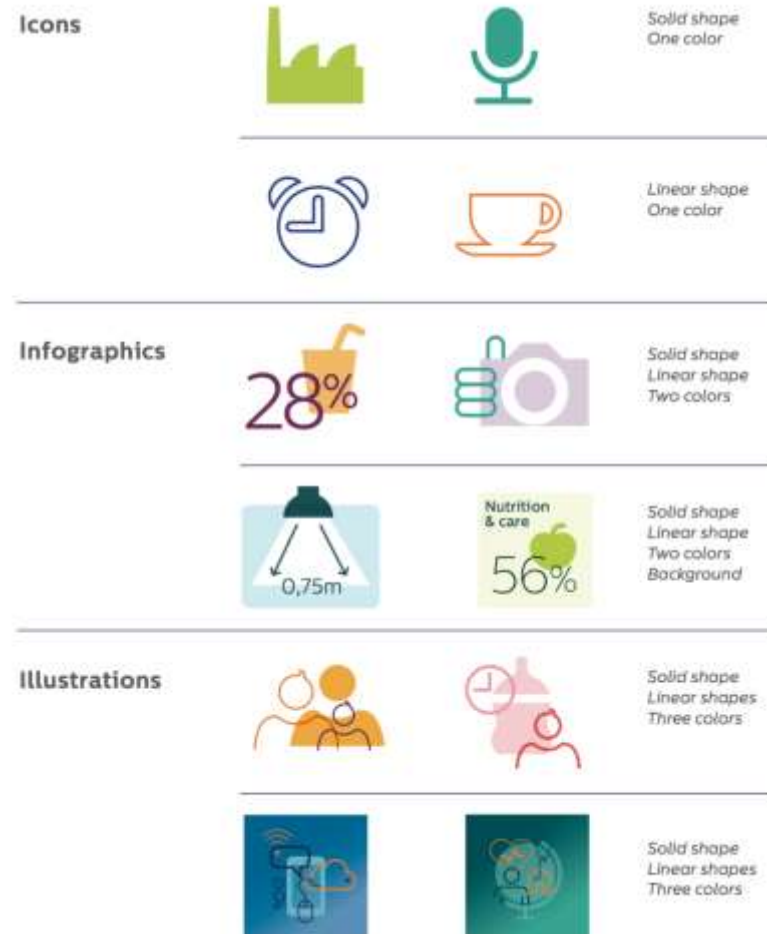 Icons
Solid shape
One color
Linear shape
One color
Infographics
28%
Solid shape
Linear shape
Two colors
0,75m
Nutrition
& care
56%
Solid shape
Linear shape
Two colors
Background
Illustrations
Solid shape
Linear shapes
Three colors
Solid shape
Linear shapes
Three colors